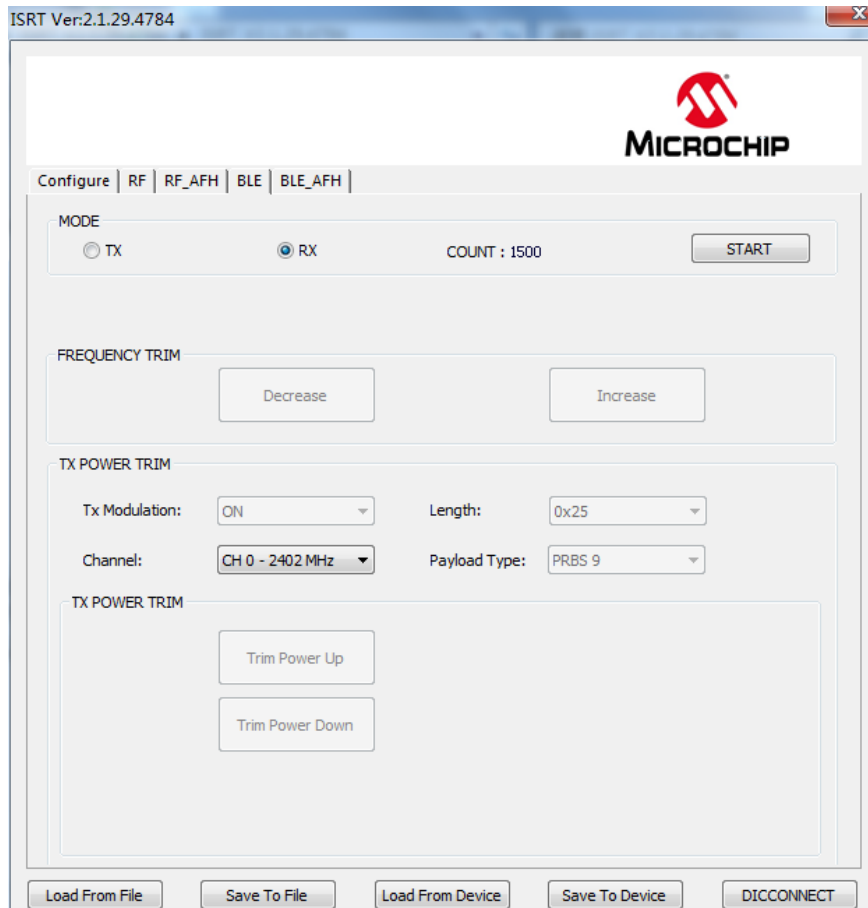 ISRT Ver:2.1.29.4784
MICROCHIP
Configure RF RF_AFH BLE BLE_AFH
MODE
TX RX COUNT : 1500 START
FREQUENCY TRIM
Decrease Increase
TX POWER TRIM
Tx Modulation: ON Length: 0x25
Channel: CH 0 - 2402 MHz Payload Type: PRBS 9
TX POWER TRIM
Trim Power Up
Trim Power Down
Load From File Save To File Load From Device Save To Device DICCONNECT